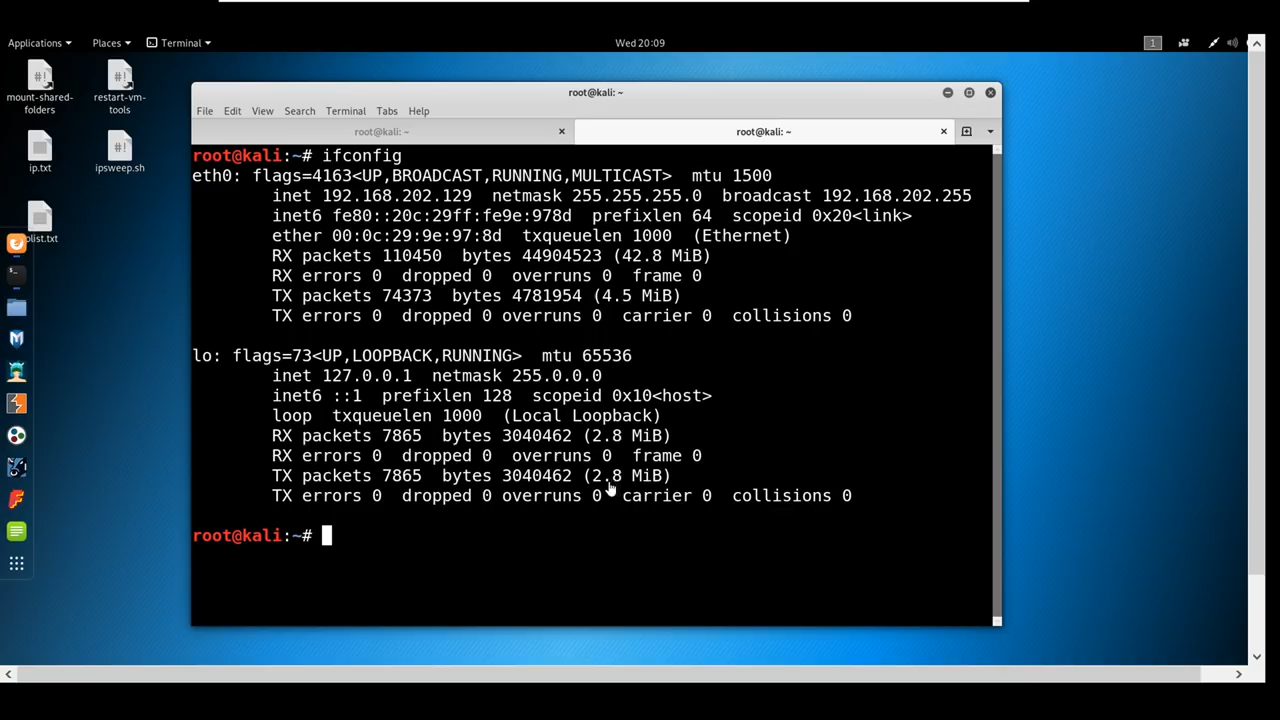 Applications
Places
Terminal
Wed 20:09
1
mount-shared-
folders
restart-vm-
tools
ip.txt
ipsweep.sh
plist.txt
root@kali: ~
File Edit View Search Terminal Tabs Help
root@kali: ~
root@kali: ~
root@kali:~# ifconfig
eth0: flags=4163<UP,BROADCAST,RUNNING,MULTICAST>  mtu 1500
        inet 192.168.202.129  netmask 255.255.255.0  broadcast 192.168.202.255
        inet6 fe80::20c:29ff:fe9e:978d  prefixlen 64  scopeid 0x20<link>
        ether 00:0c:29:9e:97:8d  txqueuelen 1000  (Ethernet)
        RX packets 110450  bytes 44904523 (42.8 MiB)
        RX errors 0  dropped 0  overruns 0  frame 0
        TX packets 74373  bytes 4781954 (4.5 MiB)
        TX errors 0  dropped 0 overruns 0  carrier 0  collisions 0
lo: flags=73<UP,LOOPBACK,RUNNING>  mtu 65536
        inet 127.0.0.1  netmask 255.0.0.0
        inet6 ::1  prefixlen 128  scopeid 0x10<host>
        loop  txqueuelen 1000  (Local Loopback)
        RX packets 7865  bytes 3040462 (2.8 MiB)
        RX errors 0  dropped 0  overruns 0  frame 0
        TX packets 7865  bytes 3040462 (2.8 MiB)
        TX errors 0  dropped 0 overruns 0  carrier 0  collisions 0
root@kali:~#